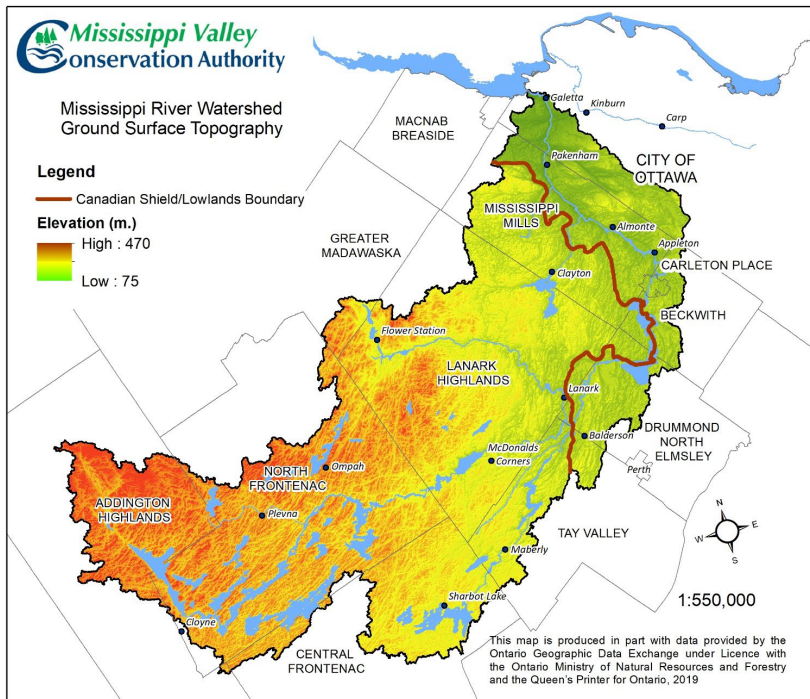 Mississippi Valley
Conservation Authority
Mississippi River Watershed
Ground Surface Topography
Legend
Canadian Shield/Lowlands Boundary
Elevation (m.)
High : 470
Low : 75
MACNAB
BREASIDE
Galetta
Kinburn
Carp
Pakenham
CITY OF
OTTAWA
MISSISSIPPI
MILLS
Almonte
Appleton
GREATER
MADAWASKA
Clayton
CARLETON PLACE
BECKWITH
Flower Station
LANARK
HIGHLANDS
Lanark
DRUMMOND
NORTH
ELMSLEY
Balderson
Perth
McDonalds
Corners
NORTH
FRONTENAC
Ompah
ADDINGTON
HIGHLANDS
Plevna
TAY VALLEY
Maberly
N
W
E
S
Sharbot Lake
1:550,000
Cloyne
CENTRAL
FRONTENAC
This map is produced in part with data provided by the
Ontario Geographic Data Exchange under Licence with
the Ontario Ministry of Natural Resources and Forestry
and the Queen's Printer for Ontario, 2019